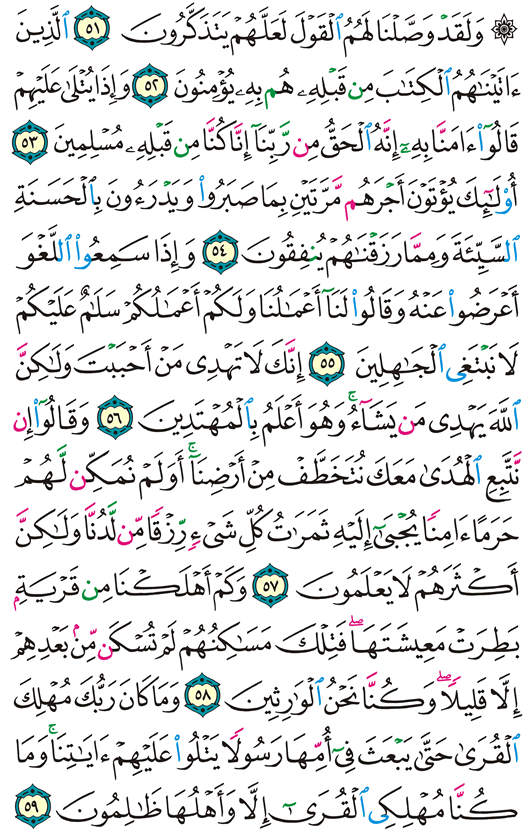 ۞ وَلَقَدْ وَصَّلْنَا لَهُمُ ٱلْقَوْلَ لَعَلَّهُمْ يَتَذَكَّرُونَ ٥١ ٱلَّذِينَ
ءَاتَيْنَٰهُمُ ٱلْكِتَٰبَ مِن قَبْلِهِۦ هُم بِهِۦ يُؤْمِنُونَ ٥٢ وَإِذَا يُتْلَىٰ عَلَيْهِمْ
قَالُوٓا۟ ءَامَنَّا بِهِۦٓ إِنَّهُ ٱلْحَقُّ مِن رَّبِّنَآ إِنَّا كُنَّا مِن قَبْلِهِۦ مُسْلِمِينَ ٥٣
أُو۟لَٰٓئِكَ يُؤْتَوْنَ أَجْرَهُم مَّرَّتَيْنِ بِمَا صَبَرُوا۟ وَيَدْرَءُونَ بِٱلْحَسَنَةِ
ٱلسَّيِّئَةَ وَمِمَّا رَزَقْنَٰهُمْ يُنفِقُونَ ٥٤ وَإِذَا سَمِعُوا۟ ٱللَّغْوَ
أَعْرَضُوا۟ عَنْهُ وَقَالُوا۟ لَنَآ أَعْمَٰلُنَا وَلَكُمْ أَعْمَٰلُكُمْ سَلَٰمٌ عَلَيْكُمْ
لَا نَبْتَغِى ٱلْجَٰهِلِينَ ٥٥ إِنَّكَ لَا تَهْدِى مَنْ أَحْبَبْتَ وَلَٰكِنَّ
ٱللَّهَ يَهْدِى مَن يَشَآءُ ۚ وَهُوَ أَعْلَمُ بِٱلْمُهْتَدِينَ ٥٦ وَقَالُوٓا۟ إِن
نَّتَّبِعِ ٱلْهُدَىٰ مَعَكَ نُتَخَطَّفْ مِنْ أَرْضِنَآ ۚ أَوَلَمْ نُمَكِّن لَّهُمْ
حَرَمًا ءَامِنًا يُجْبَىٰٓ إِلَيْهِ ثَمَرَٰتُ كُلِّ شَىْءٍ رِّزْقًا مِّن لَّدُنَّا وَلَٰكِنَّ
أَكْثَرَهُمْ لَا يَعْلَمُونَ ٥٧ وَكَمْ أَهْلَكْنَا مِن قَرْيَةٍۭ
بَطِرَتْ مَعِيشَتَهَا ۖ فَتِلْكَ مَسَٰكِنُهُمْ لَمْ تُسْكَن مِّنۢ بَعْدِهِمْ
إِلَّا قَلِيلًا ۖ وَكُنَّا نَحْنُ ٱلْوَٰرِثِينَ ٥٨ وَمَا كَانَ رَبُّكَ مُهْلِكَ
ٱلْقُرَىٰ حَتَّىٰ يَبْعَثَ فِىٓ أُمِّهَا رَسُولًا يَتْلُوا۟ عَلَيْهِمْ ءَايَٰتِنَا ۚ وَمَا
كُنَّا مُهْلِكِى ٱلْقُرَىٰٓ إِلَّا وَأَهْلُهَا ظَٰلِمُونَ ٥٩